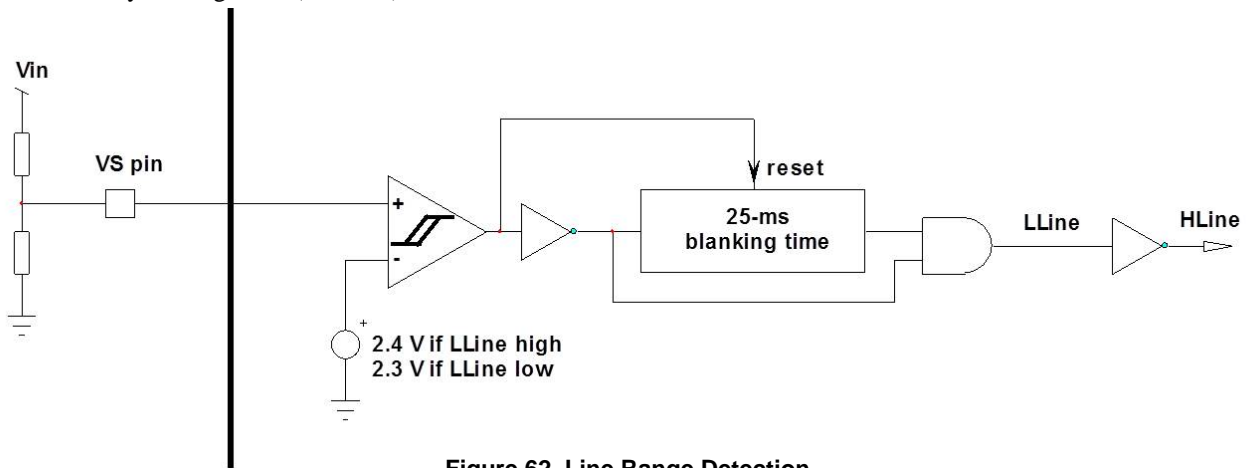 Vin
VS pin
+
-
+
2.4 V if LLine high
2.3 V if LLine low
reset
25-ms
blanking time
LLine
HLine
Figure 62. Line Range Detection